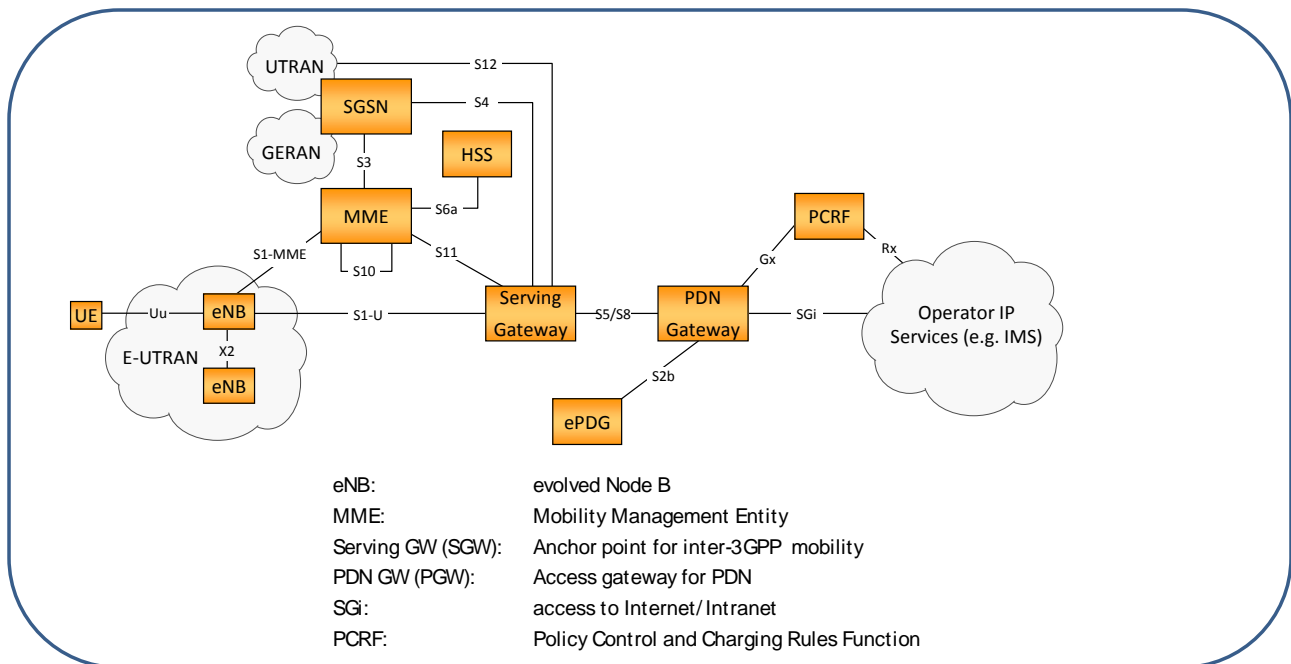 UTRAN
S12
SGSN
S4
GERAN
S3
HSS
MME
S6a
PCRF
S1-MME
S10
S11
Gx
Rx
UE
Uu
eNB
S1-U
Serving
Gateway
S5/S8
PDN
Gateway
SGi
Operator IP
Services (e.g. IMS)
E-UTRAN
X2
eNB
S2b
ePDG
eNB: evolved Node B
MME: Mobility Management Entity
Serving GW (SGW): Anchor point for inter-3GPP mobility
PDN GW (PGW): Access gateway for PDN
SGi: access to Internet/Intranet
PCRF: Policy Control and Charging Rules Function